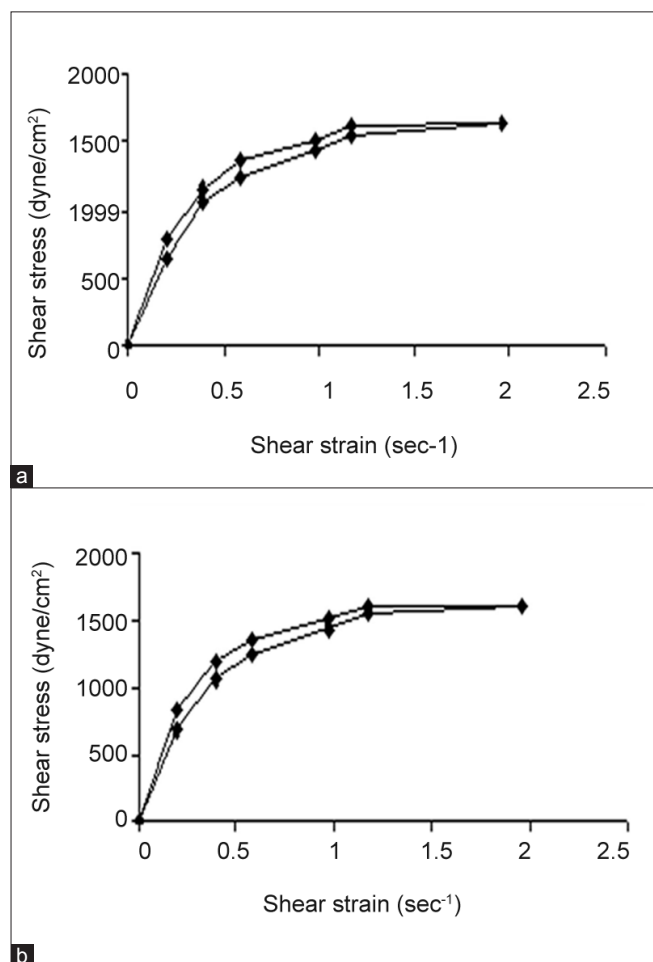 2000
1500
1999
500
0
Shear stress (dyne/cm²)
0 0.5 1 1.5 2 2.5
Shear strain (sec-1)
a
2000
1500
1000
500
0
Shear stress (dyne/cm²)
0 0.5 1 1.5 2 2.5
Shear strain (sec⁻¹)
b